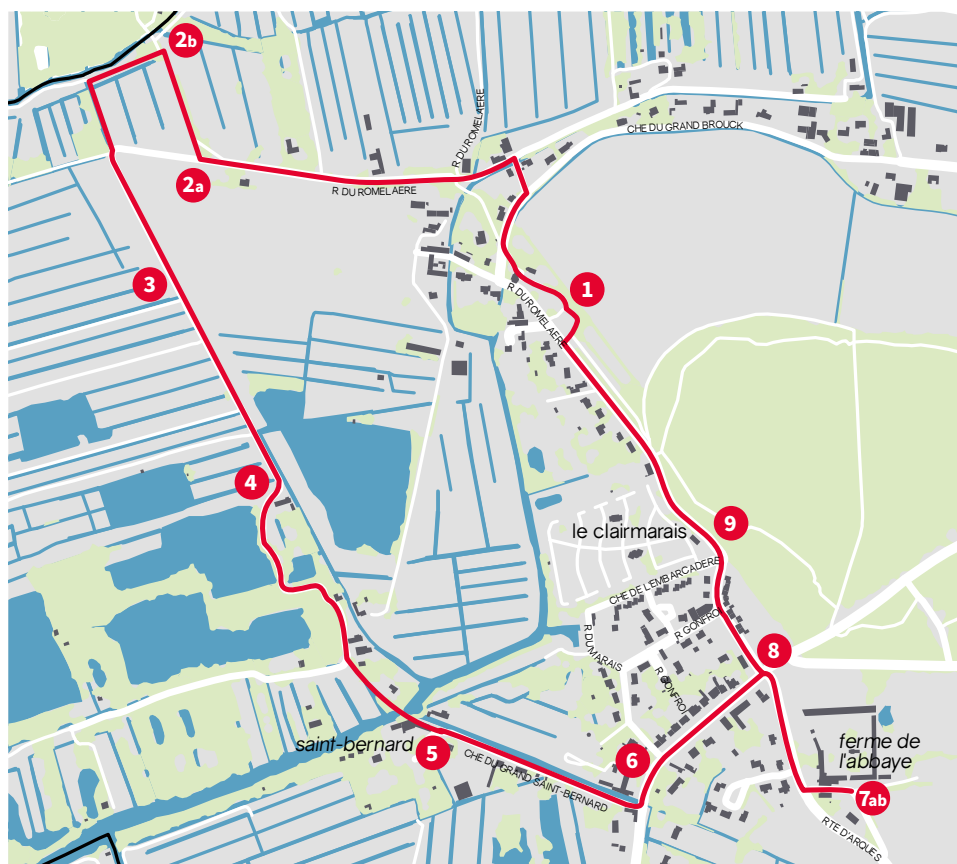 2b
R DU ROMELAERE
CHE DU GRAND BROUCK
2a
R DU ROMELAERE
3
1
R DU ROMELAERE
4
9
le clairmarais
CHE DE L'EMBARCADERE
R GONFROI
R DU MARAIS
8
R GONFROI
saint-bernard
5
6
ferme de
l'abbaye
CHE DU GRAND SAINT-BERNARD
7ab
RTE D'ARQUES